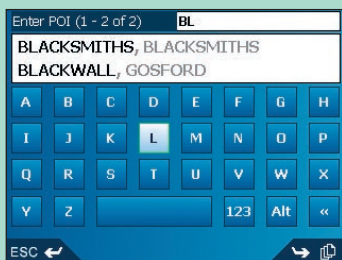 Enter POI (1 - 2 of 2) BL
BLACKSMITHS, BLACKSMITHS
BLACKWALL, GOSFORD
A B C D E F G H
I J K L M N O P
Q R S T U V W X
Y Z 123 Alt «
ESC